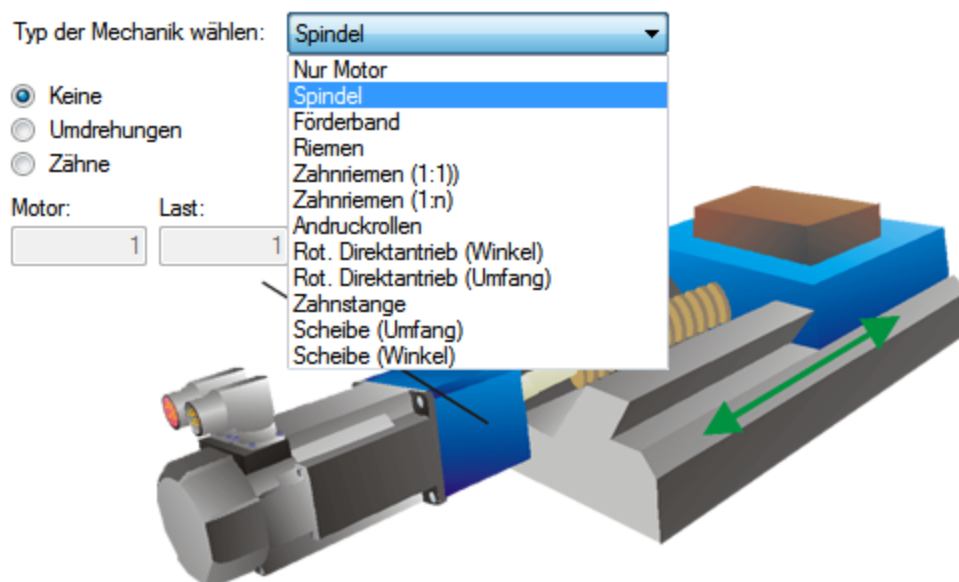 Typ der Mechanik wählen: Spindel
Nur Motor
Spindel
Förderband
Riemen
Zahnriemen (1:1))
Zahnriemen (1:n)
Andruckrollen
Rot. Direktantrieb (Winkel)
Rot. Direktantrieb (Umfang)
Zahnstange
Scheibe (Umfang)
Scheibe (Winkel)
Keine
Umdrehungen
Zähne
Motor: Last:
1 1